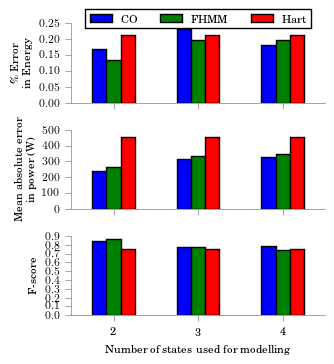 CO FHMM Hart
% Error
in Energy
0.25
0.20
0.15
0.10
0.05
0.00
Mean absolute error
in power (W)
500
400
300
200
100
0
F-score
0.9
0.8
0.7
0.6
0.5
0.4
0.3
0.2
0.1
0.0
2 3 4
Number of states used for modelling